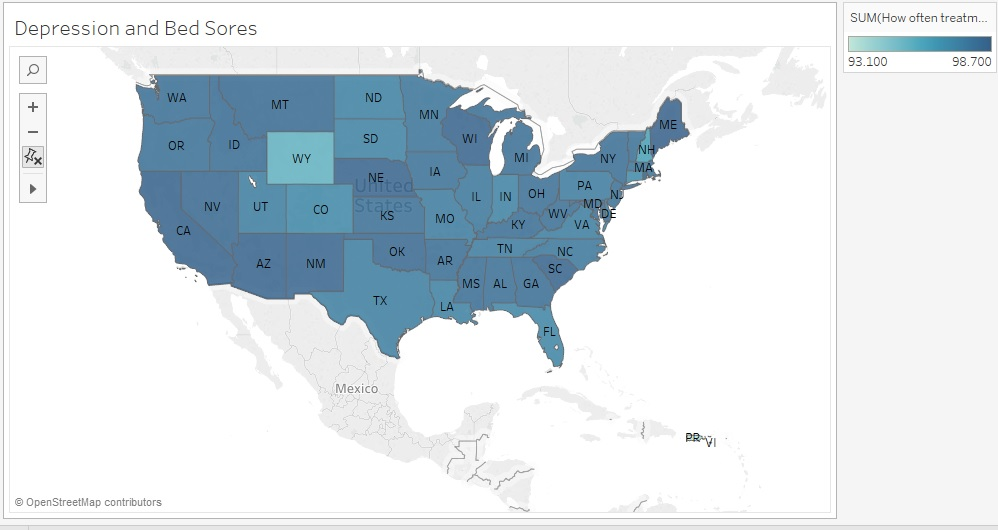 Depression and Bed Sores
SUM(How often treatm...
93.100 98.700
WA MT ND MN ME
OR ID SD WI NH
WY MI NY MA
NE IA
United
States
NV UT CO KS MO IL IN OH PA NJ
CA KY WV MD DE
VA
AZ NM OK AR TN NC
SC
TX LA MS AL GA
FL
Mexico
PR VI
© OpenStreetMap contributors